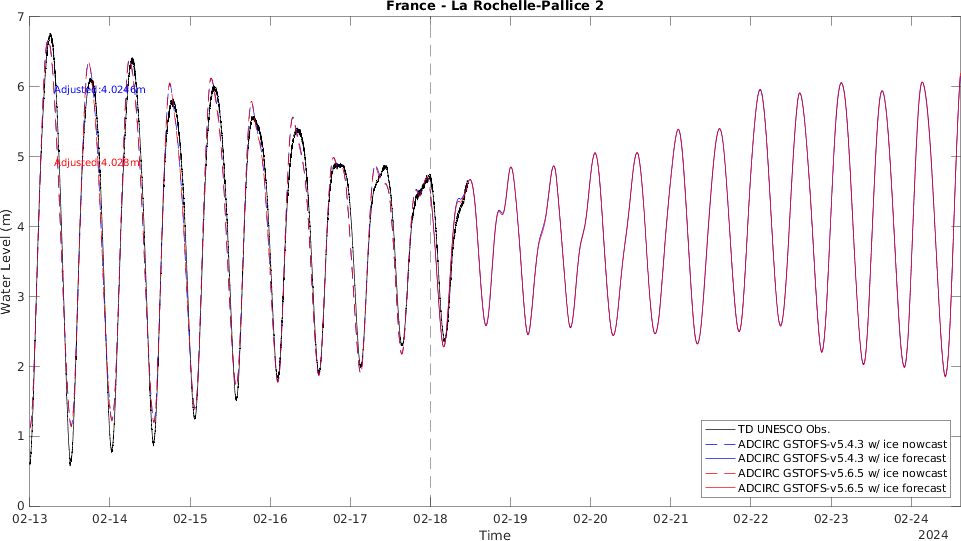 France - La Rochelle-Pallice 2
7
6
5
4
3
2
1
0
Water Level (m)
Adjusted:4.0246m
Adjusted:4.028m
TD UNESCO Obs.
ADCIRC GSTOFS-v5.4.3 w/ ice nowcast
ADCIRC GSTOFS-v5.4.3 w/ ice forecast
ADCIRC GSTOFS-v5.6.5 w/ ice nowcast
ADCIRC GSTOFS-v5.6.5 w/ ice forecast
02-13 02-14 02-15 02-16 02-17 02-18 02-19 02-20 02-21 02-22 02-23 02-24
Time
2024